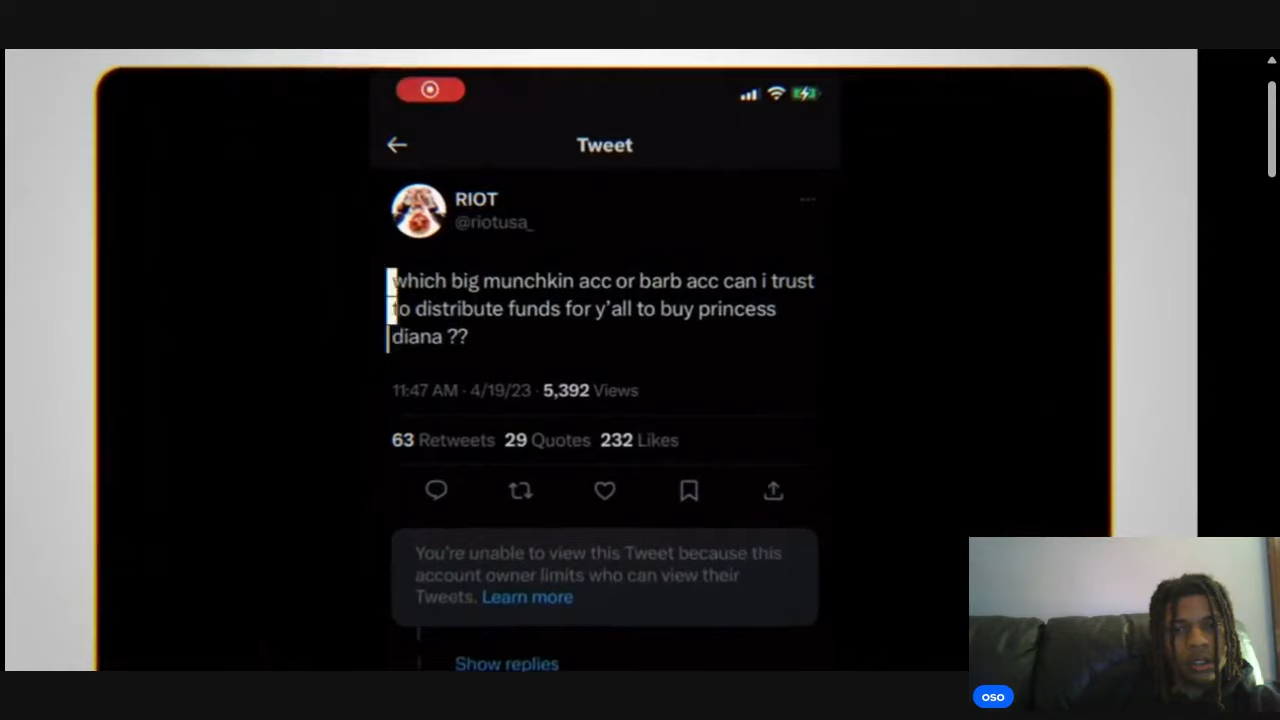 Tweet
RIOT
@riotusa_
which big munchkin acc or barb acc can i trust
to distribute funds for y'all to buy princess
diana ??
11:47 AM · 4/19/23 · 5,392 Views
63 Retweets 29 Quotes 232 Likes
You're unable to view this Tweet because this
account owner limits who can view their
Tweets. Learn more
Show replies
oso